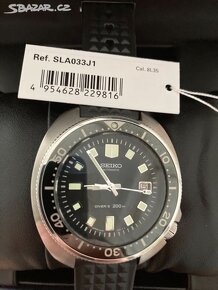 SBAZAR.CZ
Ref. SLA033J1
Cal. 8L35
4 954628 229816
SEIKO
DIVER'S 200m